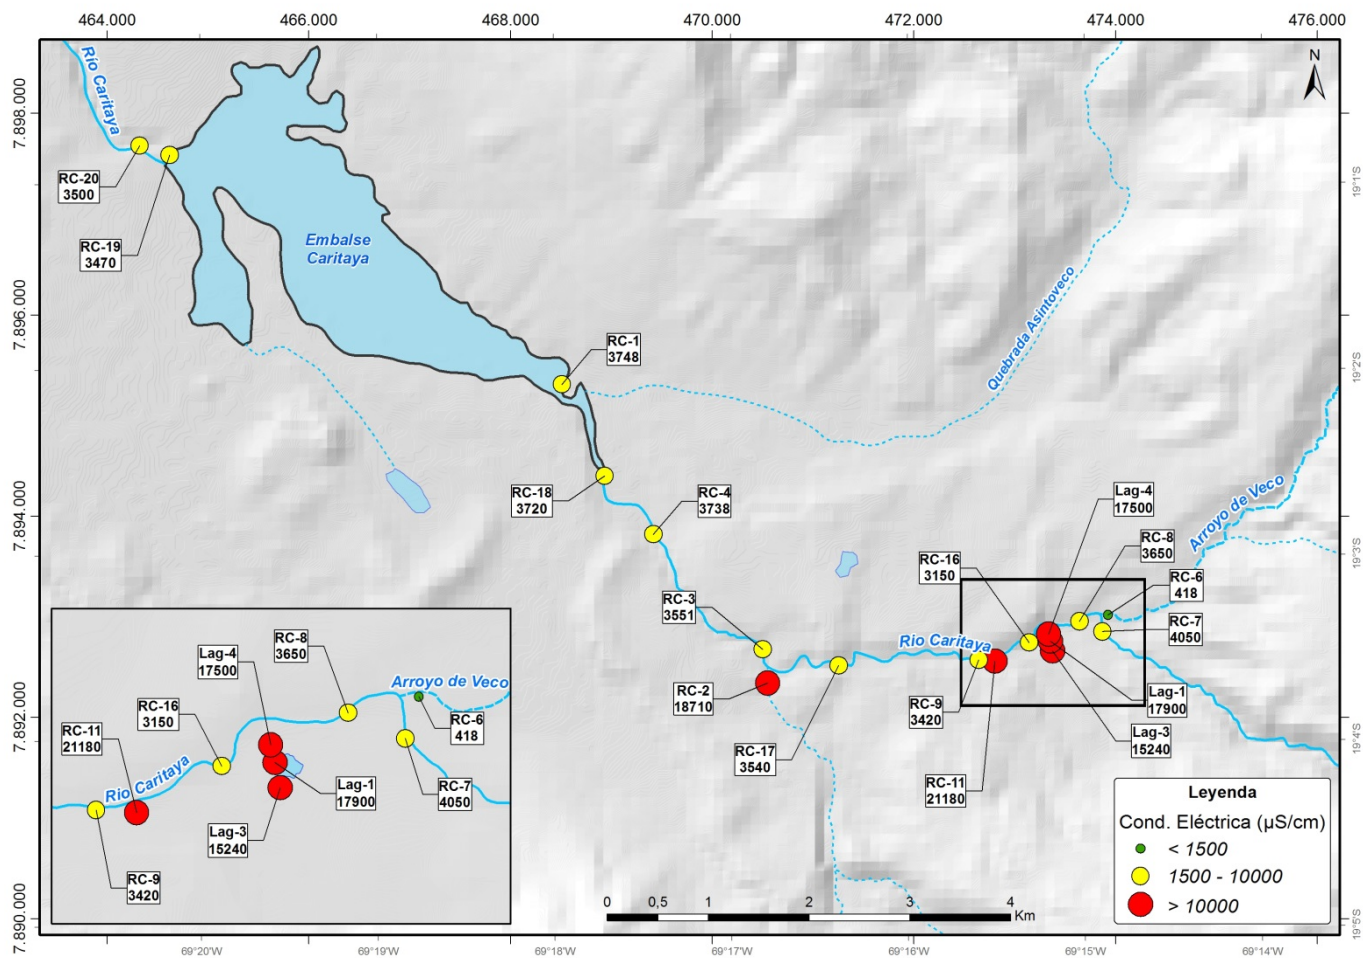 464.000 466.000 468.000 470.000 472.000 474.000 476.000
7.898.000
7.896.000
7.894.000
7.892.000
7.890.000
19°1'S
19°2'S
19°3'S
19°4'S
19°5'S
N
Rio Caritaya
RC-20
3500
RC-19
3470
Embalse
Caritaya
RC-1
3748
Quebrada Asintoveco
RC-18
3720
RC-4
3738
Lag-4
17500
Arroyo de Veco
RC-8
3650
RC-16
3150
RC-6
418
RC-3
3551
RC-7
4050
Rio Caritaya
RC-2
18710
RC-9
3420
Lag-1
17900
Lag-3
15240
RC-17
3540
RC-11
21180
RC-8
3650
Lag-4
17500
Arroyo de Veco
RC-16
3150
RC-6
418
RC-11
21180
Rio Caritaya
RC-7
4050
Lag-1
17900
Lag-3
15240
RC-9
3420
Leyenda
Cond. Eléctrica (µS/cm)
< 1500
1500 - 10000
> 10000
0 0,5 1 2 3 4
Km
69°20'W 69°19'W 69°18'W 69°17'W 69°16'W 69°15'W 69°14'W